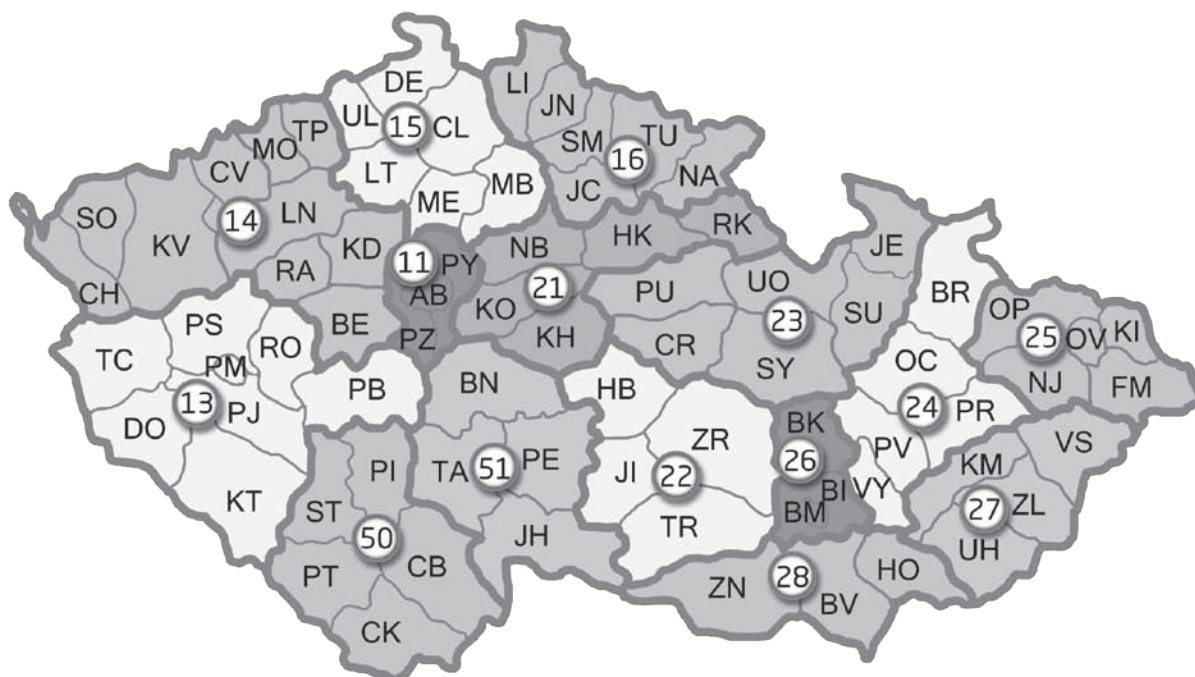 DE
LI
JN
UL
15
CL
TP
MO
SM
TU
16
CV
LT
MB
NA
JC
ME
SO
14
LN
KV
KD
11
PY
NB
HK
RK
JE
RA
21
AB
KO
PU
UO
BR
CH
SU
OP
BE
23
25
OV
KI
PS
PZ
KH
CR
RO
TC
PM
SY
OC
NJ
FM
PB
BN
HB
13
PJ
24
PR
DO
BK
ZR
VS
PI
PE
PV
26
KM
TA
51
JI
22
BI
VY
KT
ST
BM
27
ZL
TR
50
JH
UH
CB
PT
HO
28
ZN
BV
CK